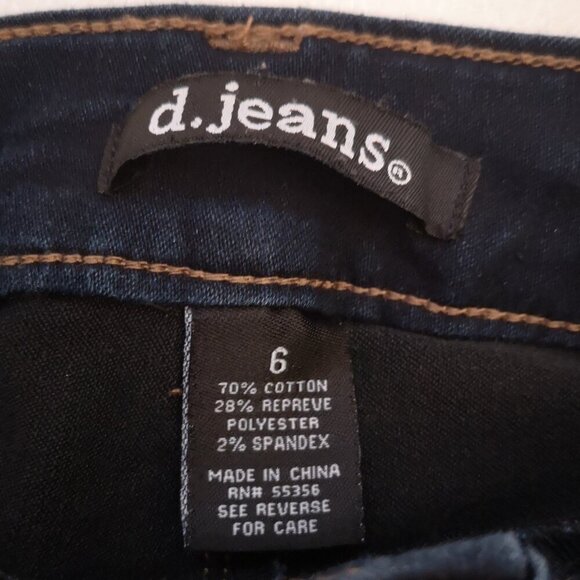 d.jeans®
6
70% COTTON
28% REPREVE
POLYESTER
2% SPANDEX
MADE IN CHINA
RN# 55356
SEE REVERSE
FOR CARE